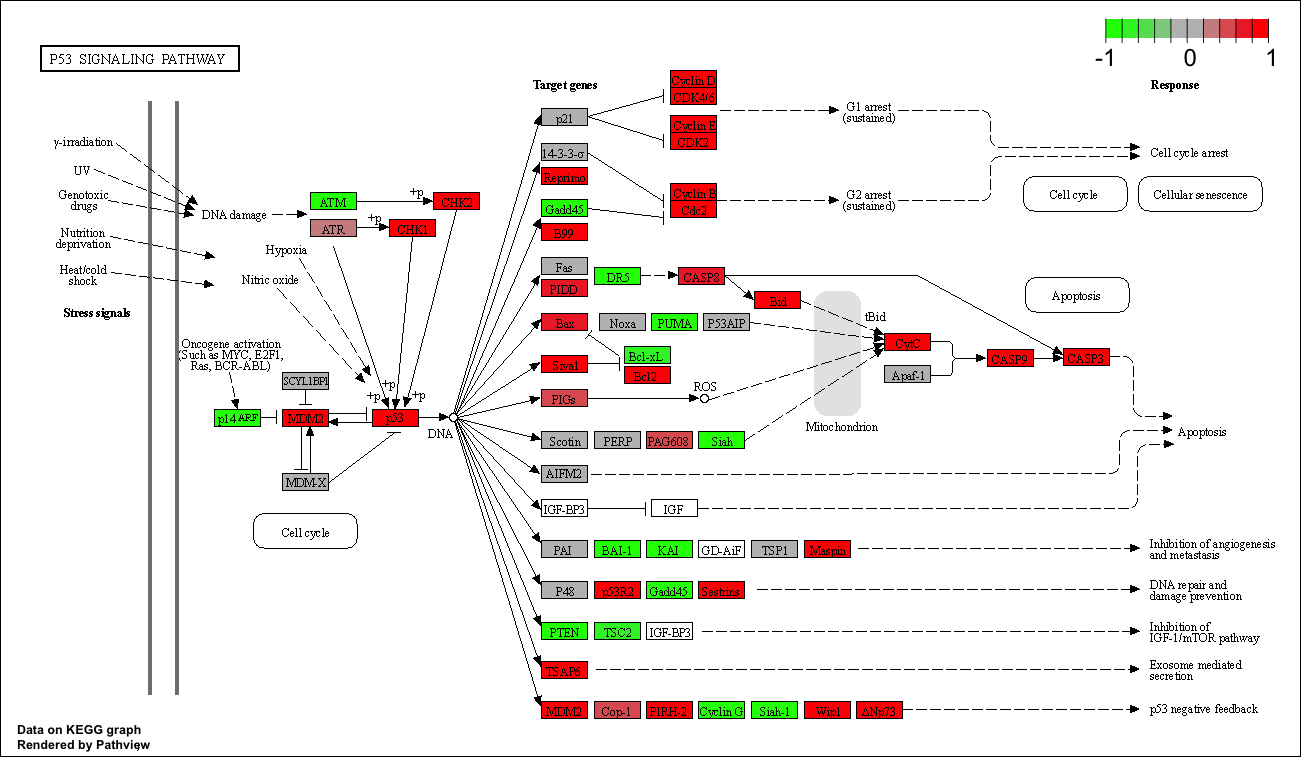 P53 SIGNALING PATHWAY
-1 0 1
Target genes
Response
γ-irradiation
UV
Genotoxic
drugs
Nutrition
deprivation
Heat/cold
shock
Stress signals
DNA damage
ATM
+p
CHK2
ATR
+p
CHK1
Hypoxia
Nitric oxide
Oncogene activation
(Such as MYC, E2F1,
Ras, BCR-ABL)
SCYL1BP1
p14ARF
MDM2
+p
+p
+p
p53
DNA
MDM-X
Cell cycle
p21
Cyclin D
CDK4/6
Cyclin E
CDK2
G1 arrest
(sustained)
14-3-3-σ
Reprimo
Gadd45
B99
Cyclin B
Cdc2
G2 arrest
(sustained)
Cell cycle arrest
Cell cycle
Cellular senescence
Fas
PIDD
DR5
CASP8
Bid
tBid
Apoptosis
Bax
Noxa
PUMA
P53AIP
CytC
Siva1
Bcl-xL
Bcl2
CASP9
CASP3
Apaf-1
PIGs
ROS
Mitochondrion
Scotin
PERP
PAG608
Siah
Apoptosis
AIFM2
IGF-BP3
IGF
PAI
BAI-1
KAI
GD-AiF
TSP1
Maspin
Inhibition of angiogenesis
and metastasis
P48
p53R2
Gadd45
Sestrins
DNA repair and
damage prevention
PTEN
TSC2
IGF-BP3
Inhibition of
IGF-1/mTOR pathway
TSAP6
Exosome mediated
secretion
MDM2
Cop-1
PIRH-2
Cyclin G
Siah-1
Wip1
ΔNp73
p53 negative feedback
Data on KEGG graph
Rendered by Pathview